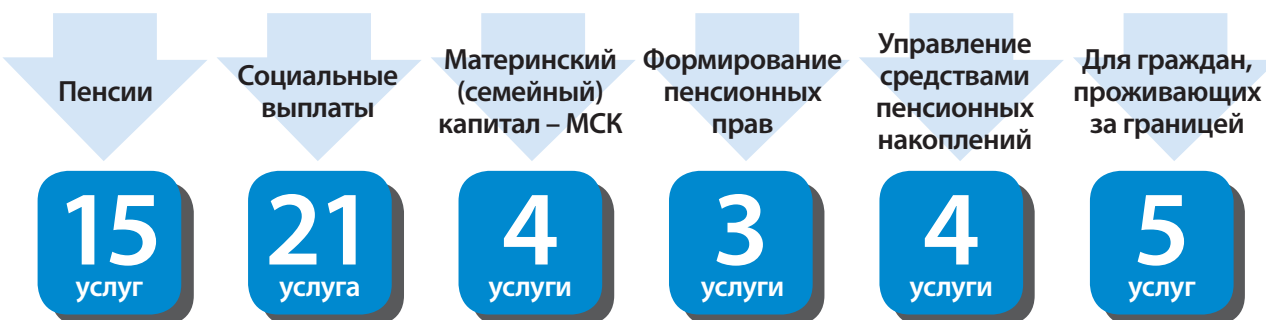 Пенсии
Социальные
выплаты
Материнский
(семейный)
капитал – МСК
Формирование
пенсионных
прав
Управление
средствами
пенсионных
накоплений
Для граждан,
проживающих
за границей
15
услуг
21
услуга
4
услуги
3
услуги
4
услуги
5
услуг